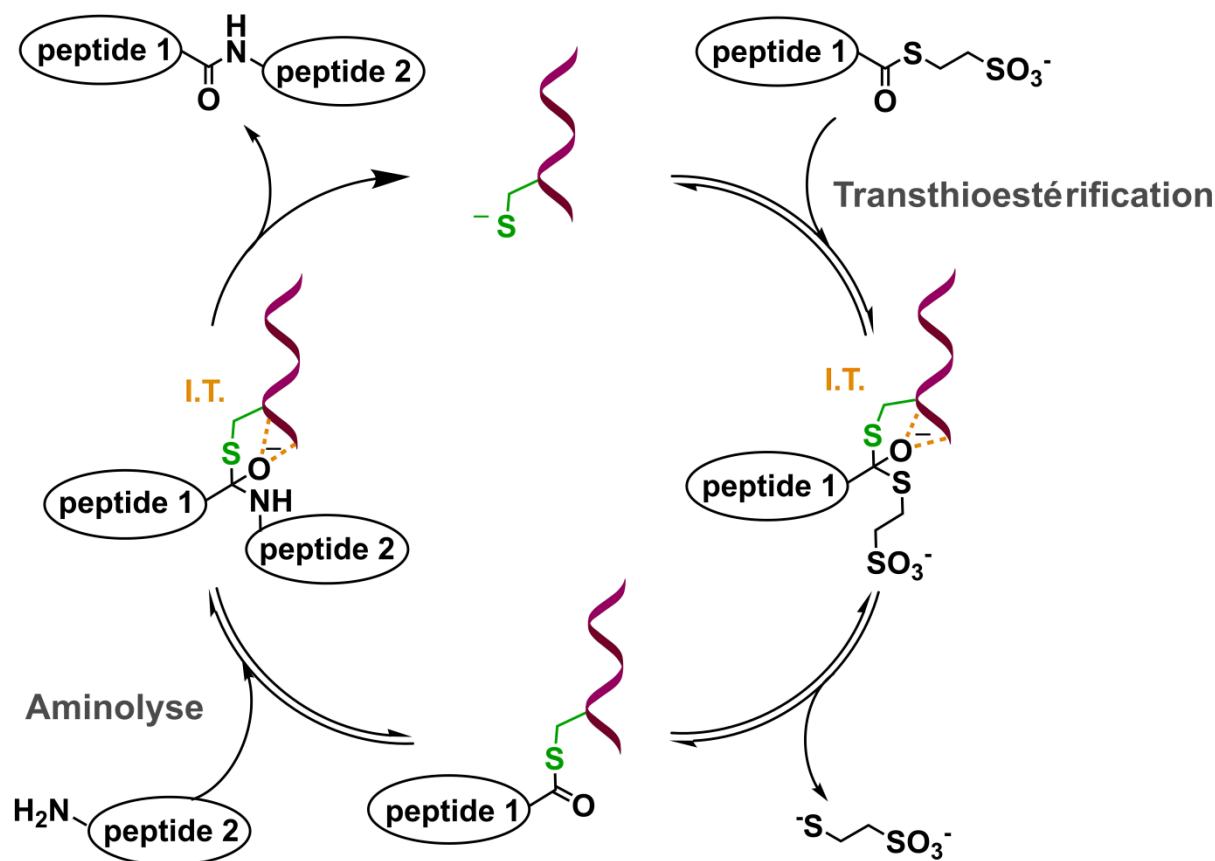 peptide 1
H
N
O
peptide 2
peptide 1
S
O
SO₃⁻
–
S
Transthioestérification
I.T.
S
O
–
peptide 1
NH
peptide 2
I.T.
S
O
–
peptide 1
S
SO₃⁻
Aminolyse
H₂N
peptide 2
S
peptide 1
O
⁻S
SO₃⁻